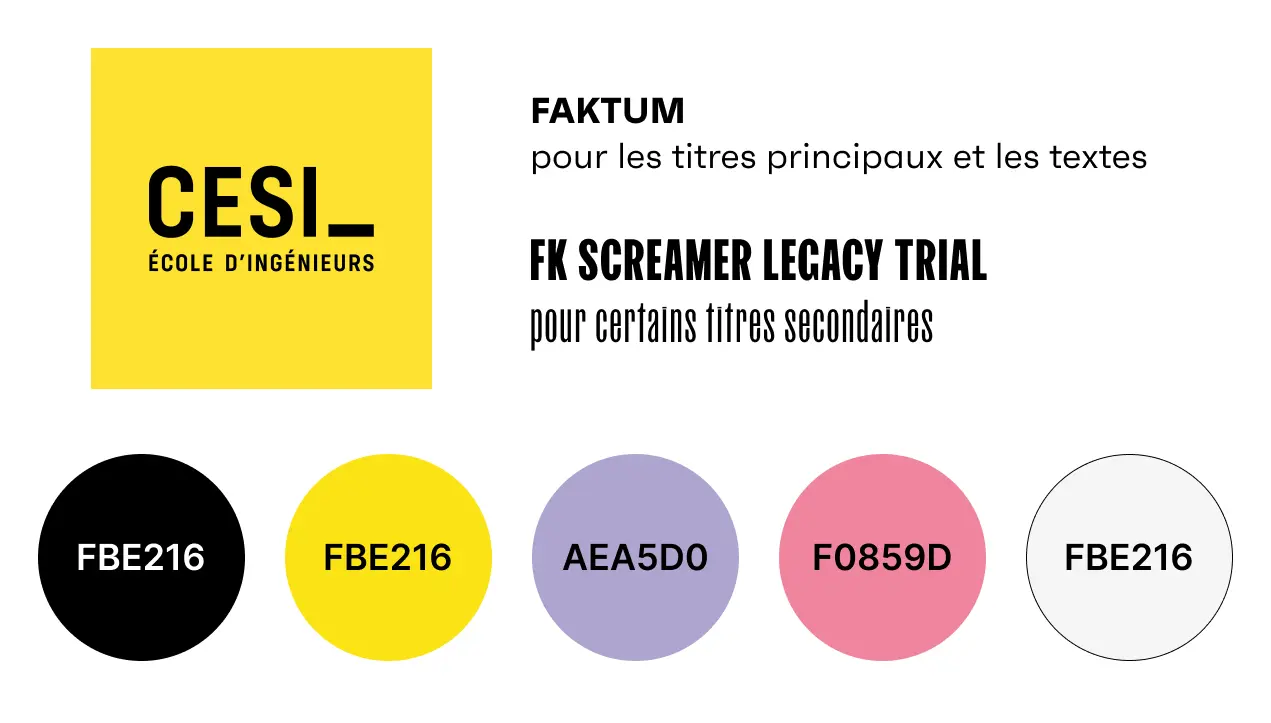 CESI_
ÉCOLE D'INGÉNIEURS
FAKTUM
pour les titres principaux et les textes
FK SCREAMER LEGACY TRIAL
pour certains titres secondaires
FBE216
FBE216
AEA5D0
F0859D
FBE216